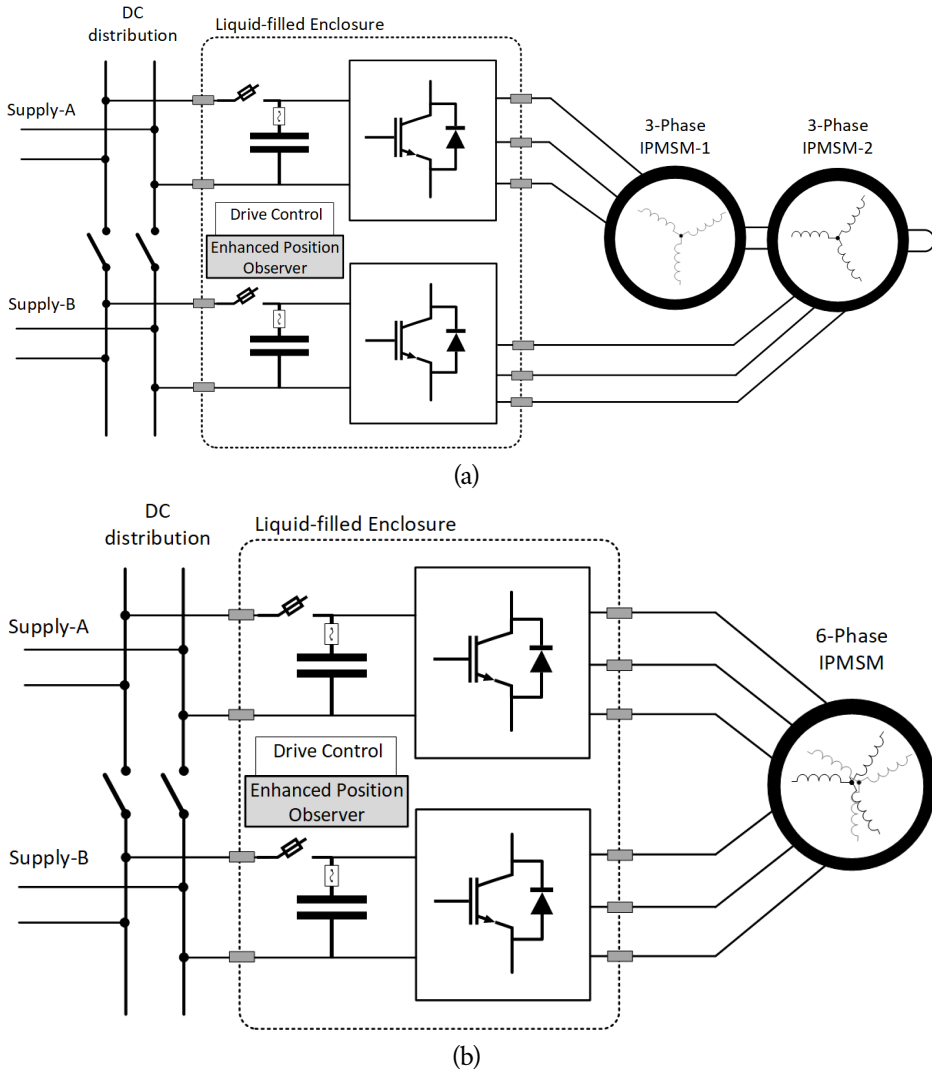 DC
distribution
Liquid-filled Enclosure
Supply-A
3-Phase
IPMSM-1
3-Phase
IPMSM-2
Drive Control
Enhanced Position
Observer
Supply-B
(a)
DC
distribution
Liquid-filled Enclosure
Supply-A
6-Phase
IPMSM
Drive Control
Enhanced Position
Observer
Supply-B
(b)